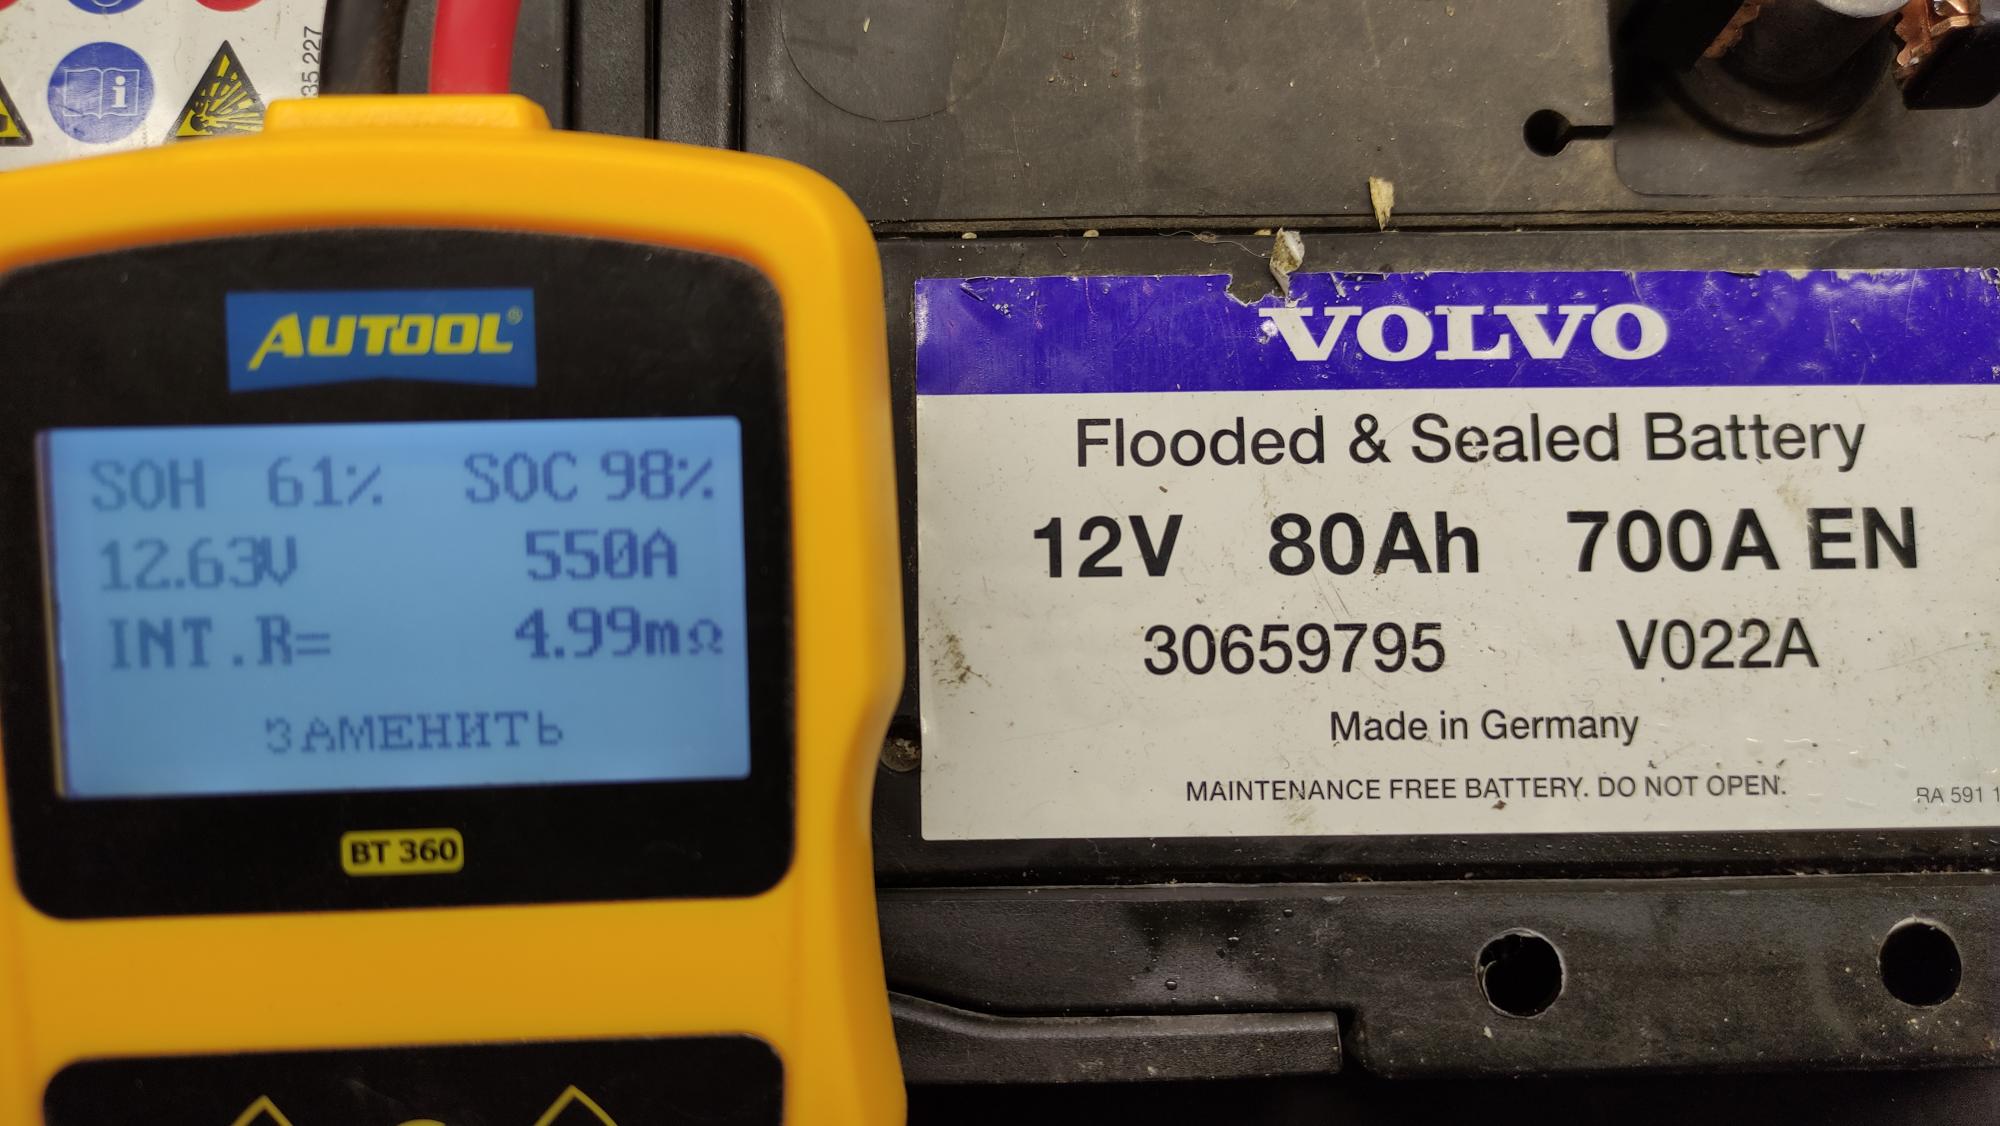 35 227
AUTOOL®
SOH 61% SOC 98%
12.63V 550A
INT.R= 4.99mΩ
ЗАМЕНИТЬ
BT 360
VOLVO
Flooded & Sealed Battery
12V 80Ah 700A EN
30659795 V022A
Made in Germany
MAINTENANCE FREE BATTERY. DO NOT OPEN.
RA 591 1